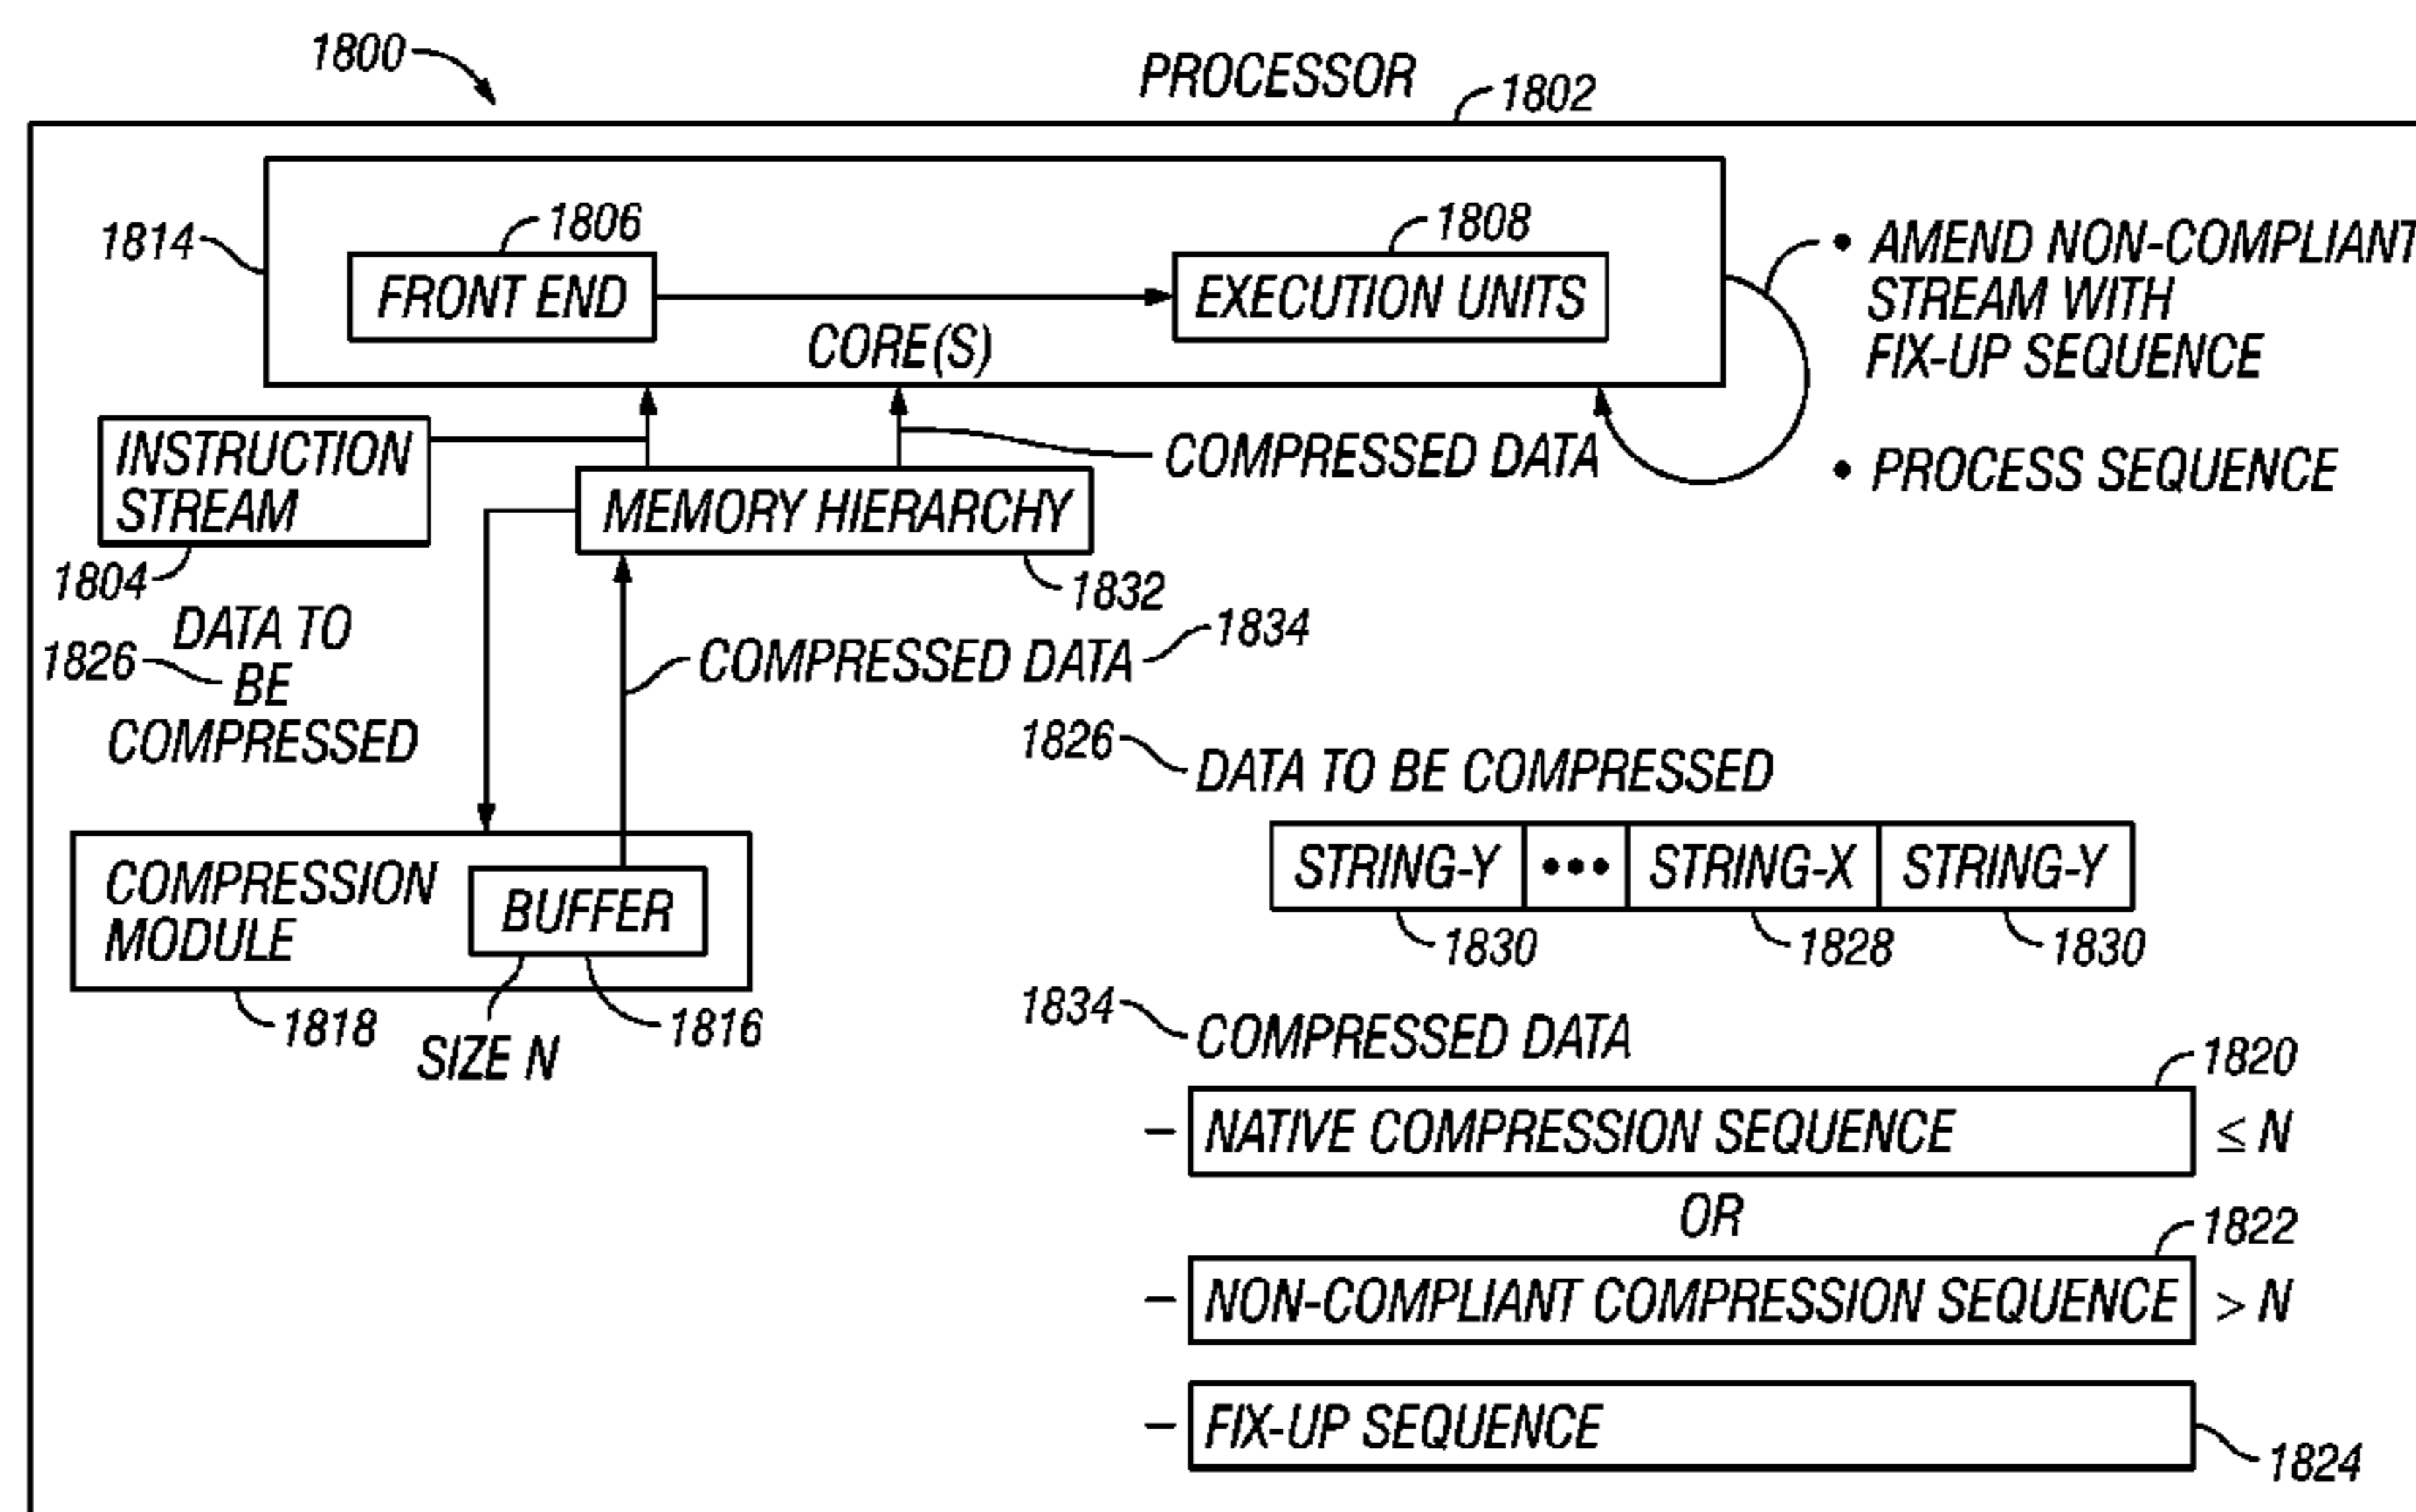 1800
PROCESSOR
1802
1814
1806
1808
FRONT END
EXECUTION UNITS
CORE(S)
• AMEND NON-COMPLIANT
STREAM WITH
FIX-UP SEQUENCE
• PROCESS SEQUENCE
INSTRUCTION
STREAM
1804
COMPRESSED DATA
MEMORY HIERARCHY
1832
DATA TO
BE
COMPRESSED
1826
COMPRESSED DATA
1834
COMPRESSION
MODULE
BUFFER
1818
SIZE N
1816
1826
DATA TO BE COMPRESSED
STRING-Y ••• STRING-X STRING-Y
1830 1828 1830
1834
COMPRESSED DATA
1820
– NATIVE COMPRESSION SEQUENCE ≤ N
OR
1822
– NON-COMPLIANT COMPRESSION SEQUENCE > N
– FIX-UP SEQUENCE
1824